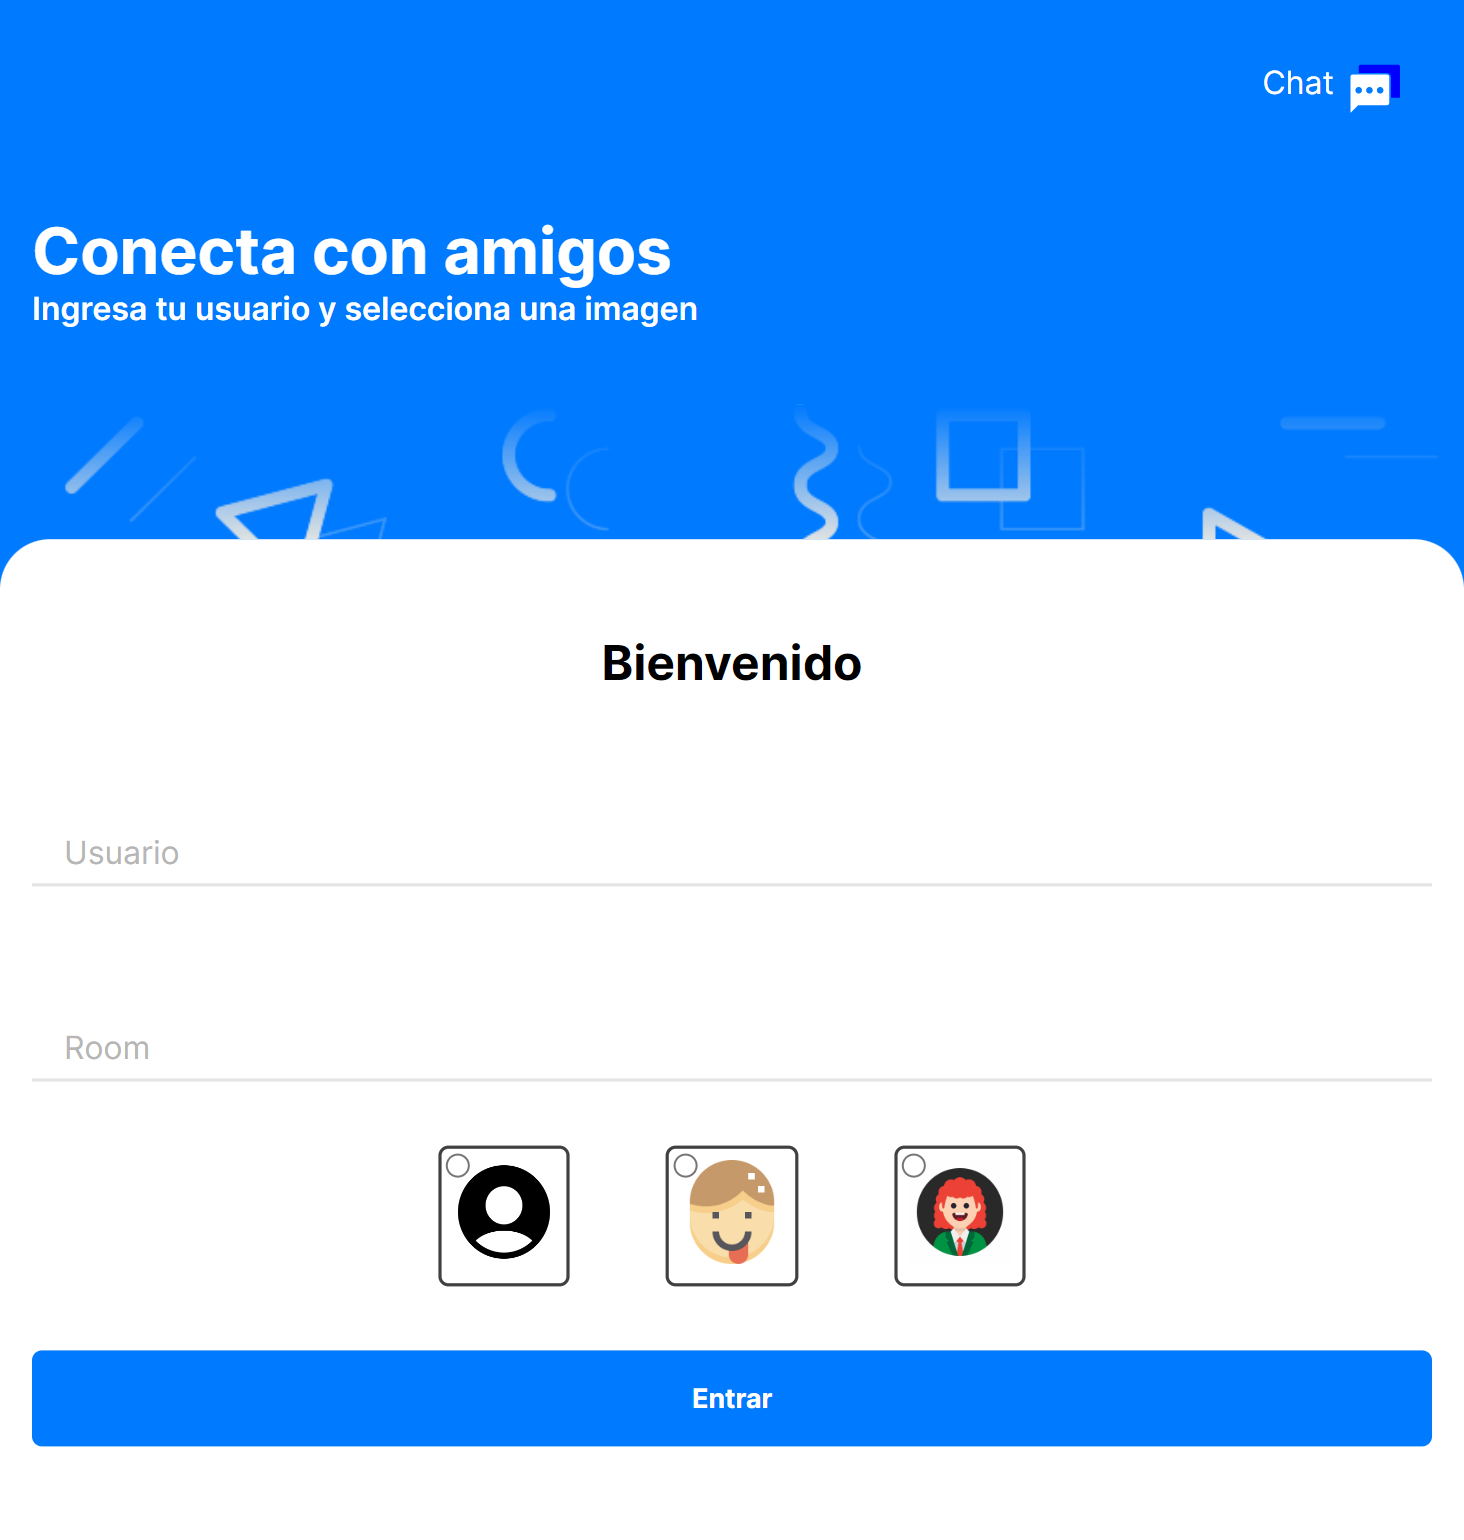 Chat
Conecta con amigos
Ingresa tu usuario y selecciona una imagen
Bienvenido
Usuario
Room
Entrar